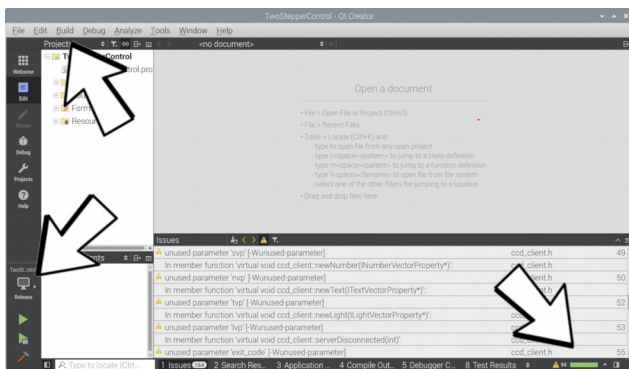 TwoStepperControl - Qt Creator
File Edit Build Debug Analyze Tools Window Help
Projects
<no document>
Welcome
Edit
Design
Debug
Projects
Help
Open a document
• File > Open File or Project (Ctrl+O)
• File > Recent Files
• Tools > Locate (Ctrl+K) and
- type to open file from any open project
- type c<space><pattern> to jump to a class definition
- type m<space><pattern> to jump to a function definition
- type f<space><filename> to open file from file system
- select one of the other filters for jumping to a location
• Drag and drop files here
Release
Issues
unused parameter 'svp' [-Wunused-parameter] ccd_client.h 49
In member function 'virtual void ccd_client::newNumber(INumberVectorProperty*)': ccd_client.h
unused parameter 'nvp' [-Wunused-parameter] ccd_client.h 50
In member function 'virtual void ccd_client::newText(ITextVectorProperty*)': ccd_client.h
unused parameter 'tvp' [-Wunused-parameter] 52
In member function 'virtual void ccd_client::newLight(ILightVectorProperty*)':
unused parameter 'lvp' [-Wunused-parameter] 53
In member function 'virtual void ccd_client::serverDisconnected(int)':
unused parameter 'exit_code' [-Wunused-parameter] ccd_client.h 55
Type to locate (Ctrl... 1 Issues 154 2 Search Res... 3 Application ... 4 Compile Out... 5 Debugger C... 8 Test Results 94